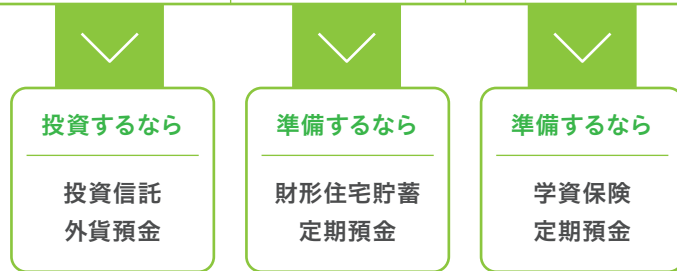 投資するなら
投資信託
外貨預金
準備するなら
財形住宅貯蓄
定期預金
準備するなら
学資保険
定期預金